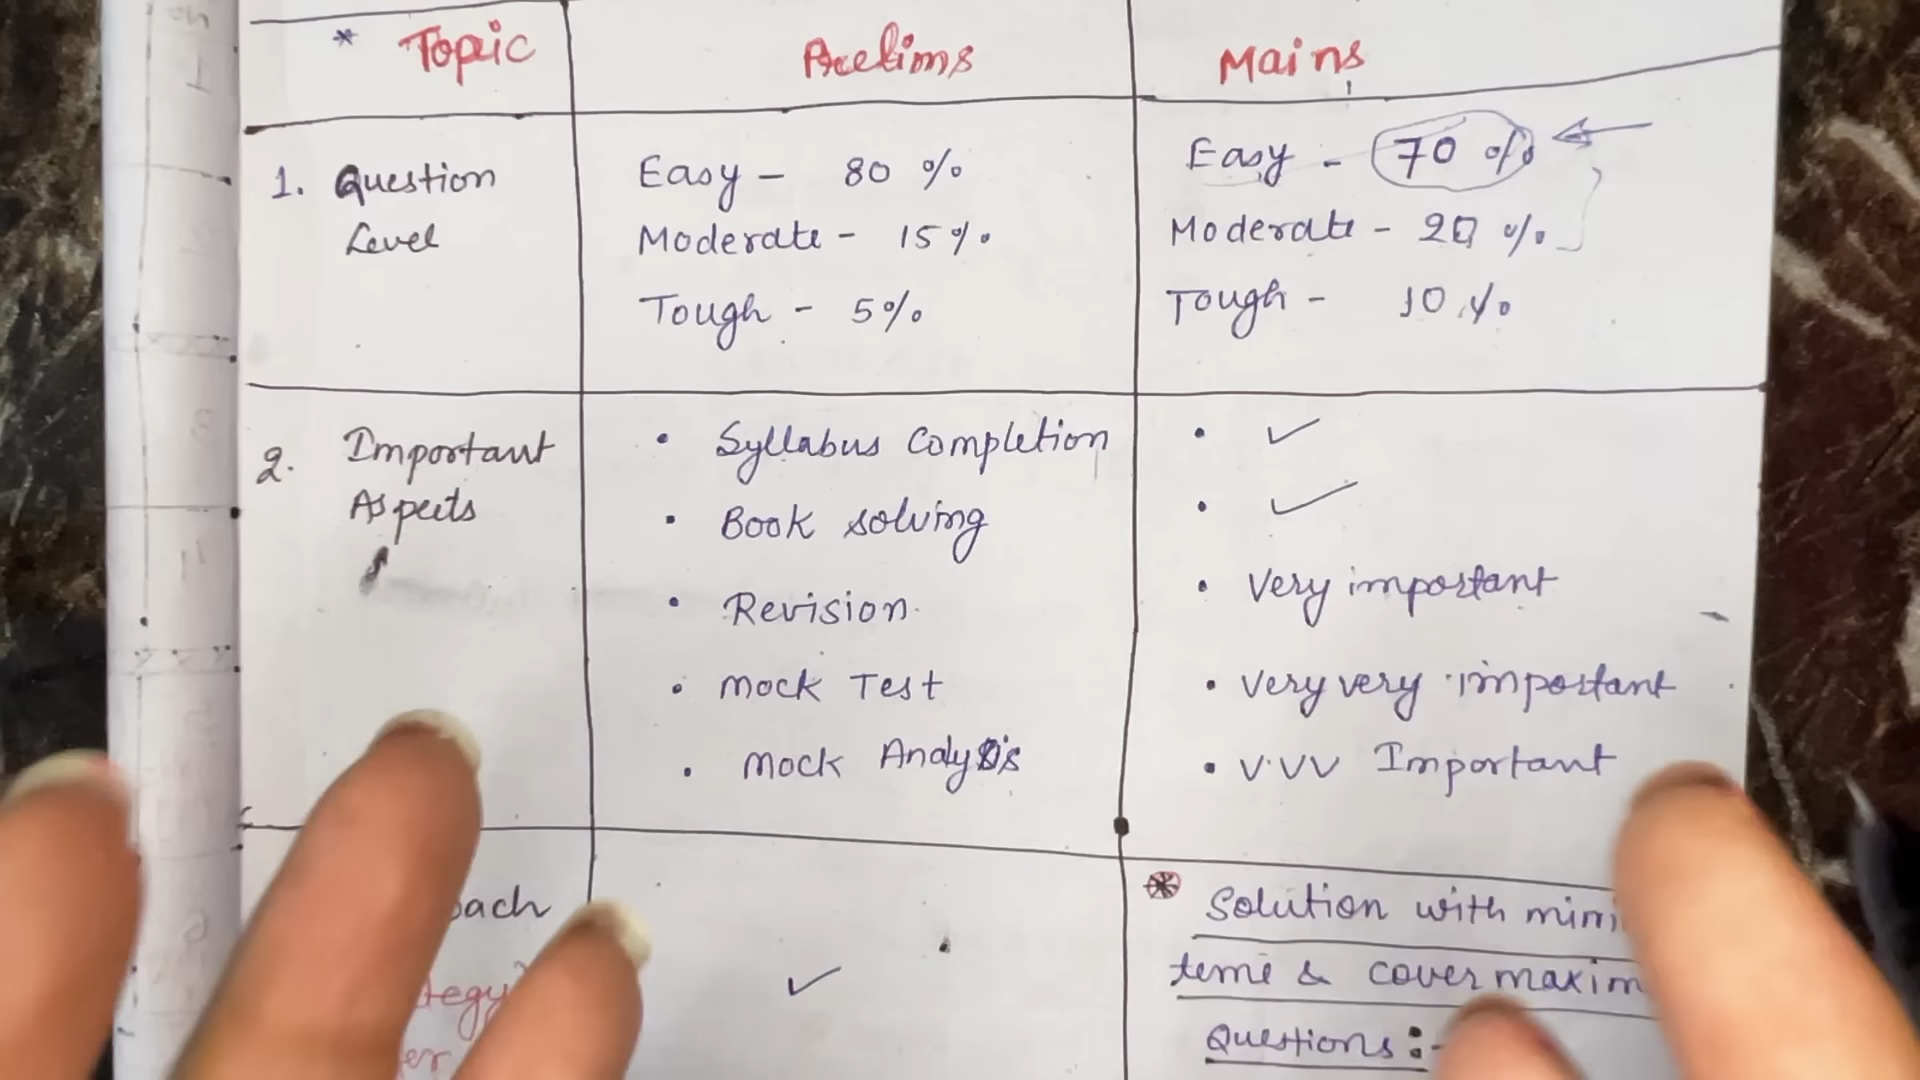 * Topic Prelims Mains
1. Question Level
Easy - 80 %
Moderate - 15%
Tough - 5%
Easy - 70 %
Moderate - 20 %
Tough - 10 %
2. Important Aspects
• Syllabus Completion
• Book solving
• Revision
• Mock Test
• Mock Analysis
• ✓
• ✓
• Very important
• Very very important
• V.VV Important
✓
Solution with
time & cover
Questions :-